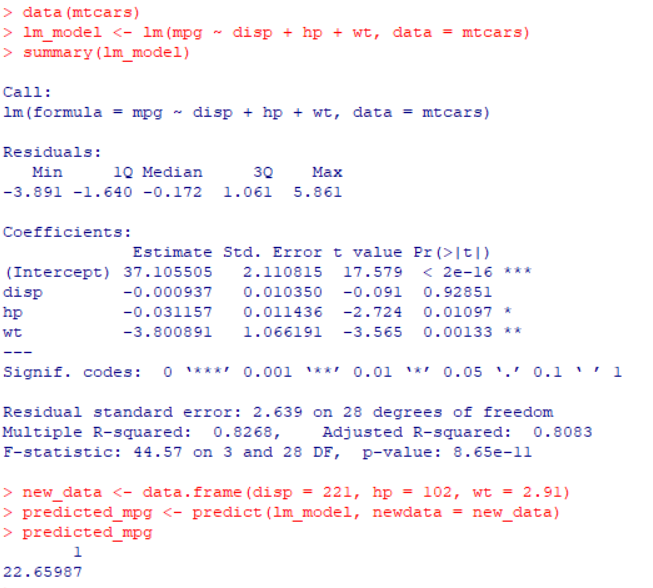 > data(mtcars)
> lm_model <- lm(mpg ~ disp + hp + wt, data = mtcars)
> summary(lm_model)
Call:
lm(formula = mpg ~ disp + hp + wt, data = mtcars)
Residuals:
   Min     1Q Median     3Q    Max
-3.891 -1.640 -0.172  1.061  5.861
Coefficients:
             Estimate Std. Error t value Pr(>|t|)
(Intercept) 37.105505   2.110815  17.579  < 2e-16 ***
disp        -0.000937   0.010350  -0.091  0.92851
hp          -0.031157   0.011436  -2.724  0.01097 *
wt          -3.800891   1.066191  -3.565  0.00133 **
---
Signif. codes:  0 ‘***’ 0.001 ‘**’ 0.01 ‘*’ 0.05 ‘.’ 0.1 ‘ ’ 1
Residual standard error: 2.639 on 28 degrees of freedom
Multiple R-squared:  0.8268,    Adjusted R-squared:  0.8083
F-statistic: 44.57 on 3 and 28 DF,  p-value: 8.65e-11
> new_data <- data.frame(disp = 221, hp = 102, wt = 2.91)
> predicted_mpg <- predict(lm_model, newdata = new_data)
> predicted_mpg
       1
22.65987